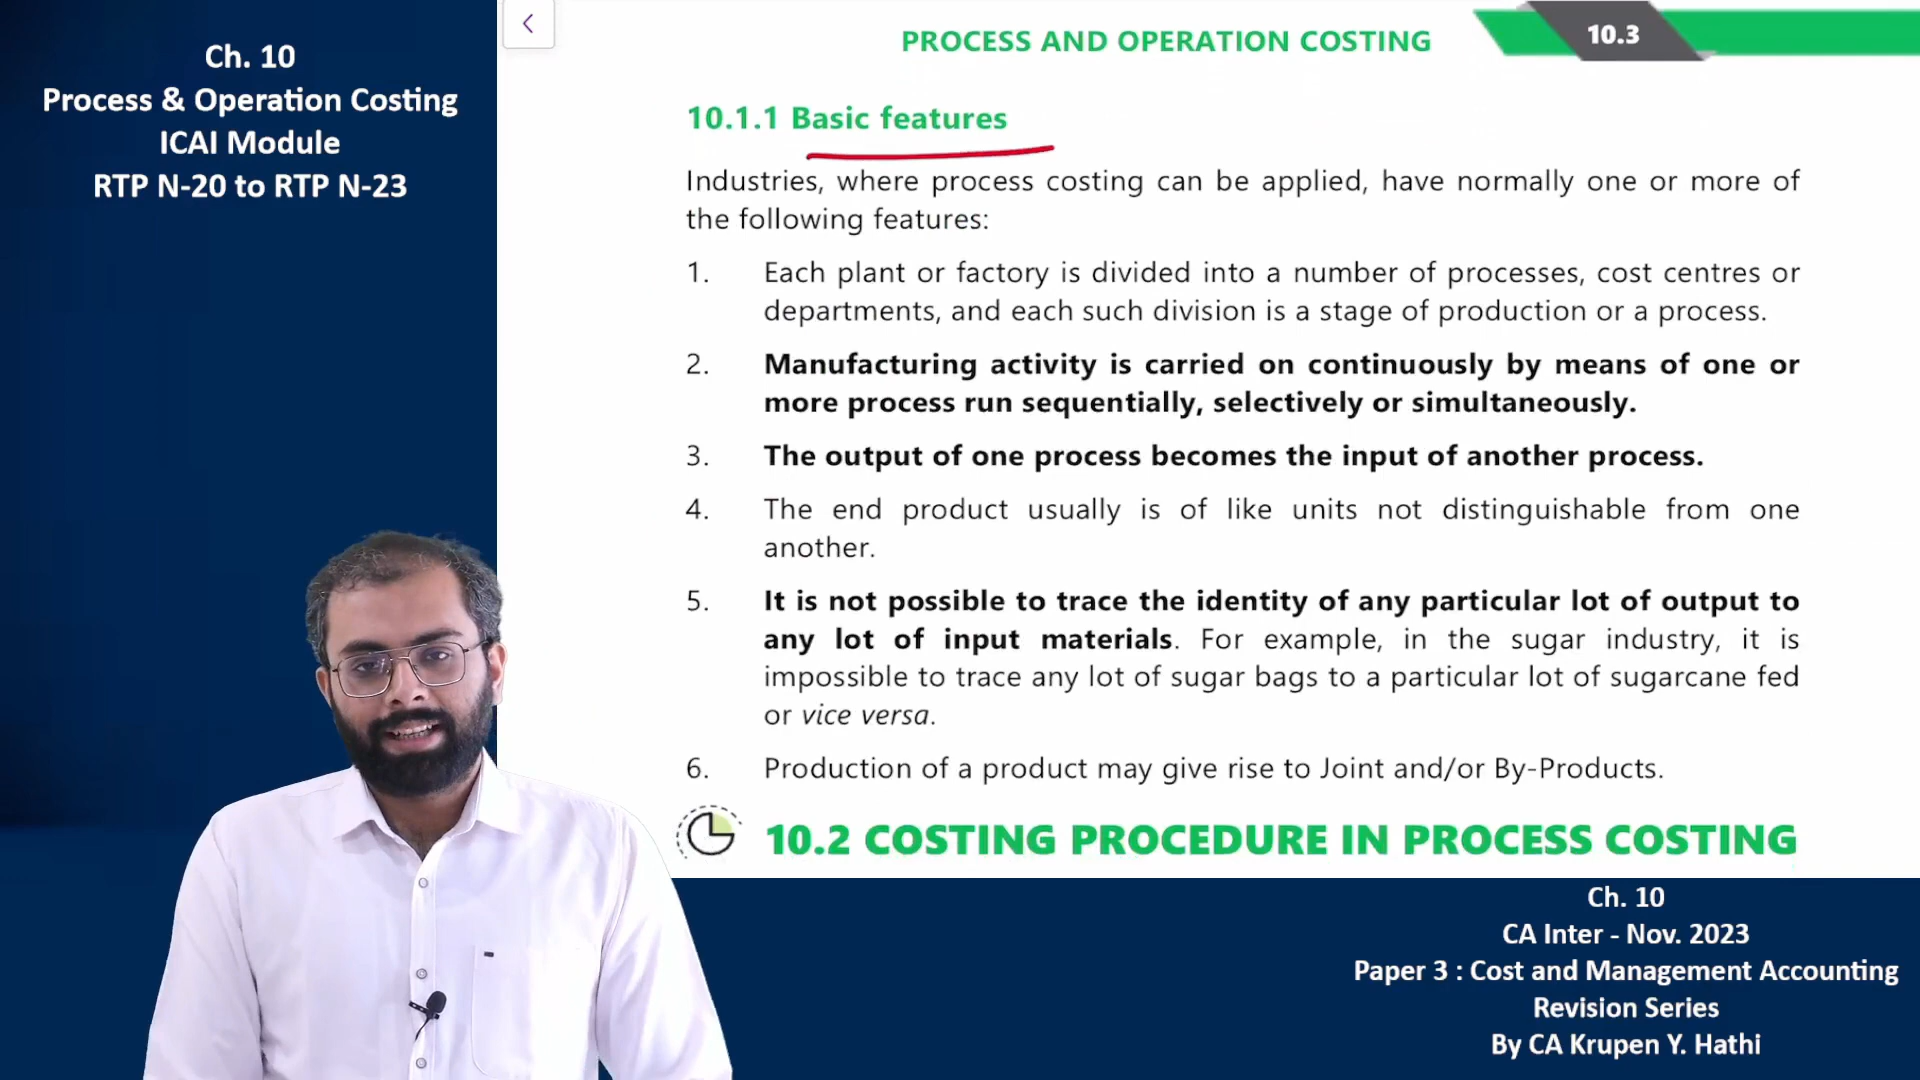 Ch. 10
Process & Operation Costing
ICAI Module
RTP N-20 to RTP N-23
PROCESS AND OPERATION COSTING
10.3
10.1.1 Basic features
Industries, where process costing can be applied, have normally one or more of
the following features:
1. Each plant or factory is divided into a number of processes, cost centres or
departments, and each such division is a stage of production or a process.
2. Manufacturing activity is carried on continuously by means of one or
more process run sequentially, selectively or simultaneously.
3. The output of one process becomes the input of another process.
4. The end product usually is of like units not distinguishable from one
another.
5. It is not possible to trace the identity of any particular lot of output to
any lot of input materials. For example, in the sugar industry, it is
impossible to trace any lot of sugar bags to a particular lot of sugarcane fed
or vice versa.
6. Production of a product may give rise to Joint and/or By-Products.
10.2 COSTING PROCEDURE IN PROCESS COSTING
Ch. 10
CA Inter - Nov. 2023
Paper 3 : Cost and Management Accounting
Revision Series
By CA Krupen Y. Hathi